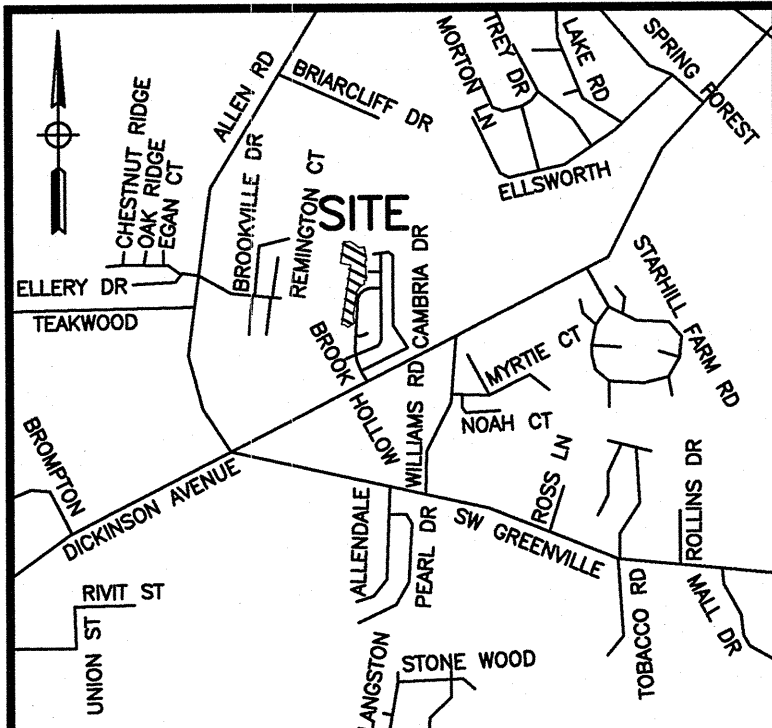 ALLEN RD
BRIARCLIFF DR
MORTON LN
TREY DR
LAKE RD
SPRING FOREST
ELLSWORTH
CHESTNUT RIDGE
OAK RIDGE
EGAN CT
BROOKVILLE DR
REMINGTON CT
SITE
CAMBRIA DR
ELLERY DR
TEAKWOOD
STARHILL FARM RD
BROOK HOLLOW
WILLIAMS RD
MYRTIE CT
NOAH CT
BROMPTON
DICKINSON AVENUE
ALLENDALE
PEARL DR
SW GREENVILLE
ROSS LN
ROLLINS DR
MALL DR
TOBACCO RD
RIVIT ST
UNION ST
LANGSTON
STONE WOOD